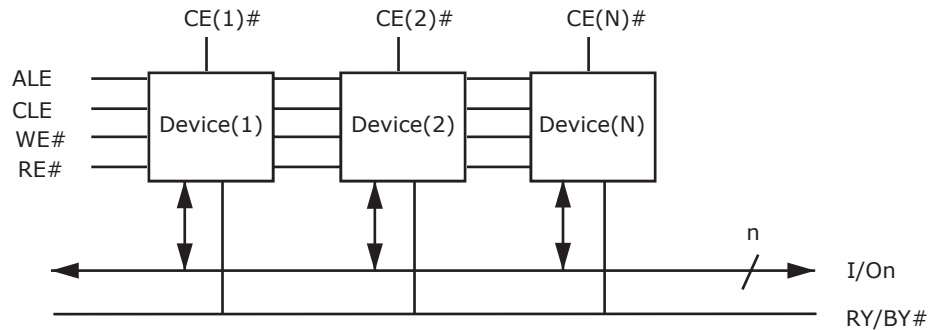 CE(1)# CE(2)# CE(N)#
ALE
CLE
WE#
RE#
Device(1) Device(2) Device(N)
n
I/On
RY/BY#